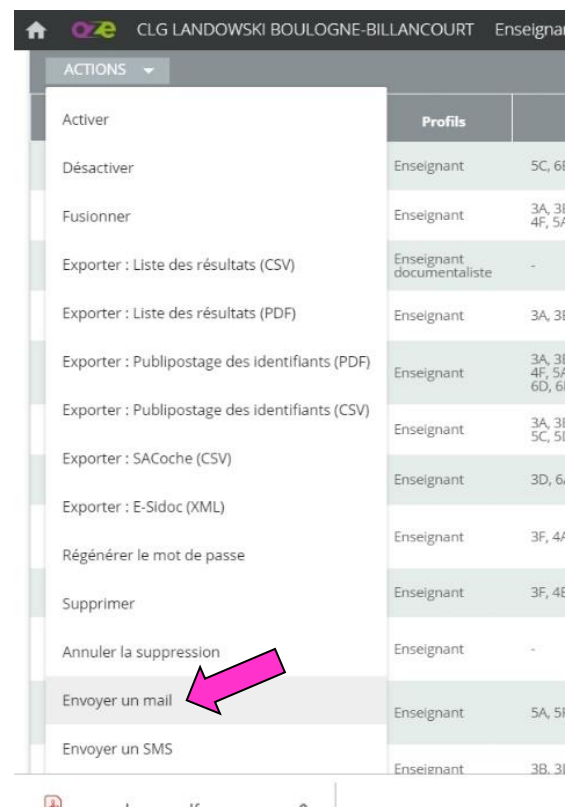 oze CLG LANDOWSKI BOULOGNE-BILLANCOURT
ACTIONS
Activer
Profils
Désactiver
Enseignant 5C,
Fusionner
Enseignant 3A,
4F,
Exporter : Liste des résultats (CSV)
Enseignant
documentaliste -
Exporter : Liste des résultats (PDF)
Enseignant 3A,
Exporter : Publipostage des identifiants (PDF)
Enseignant 3A,
4F,
6D,
Exporter : Publipostage des identifiants (CSV)
Enseignant 3A,
5C,
Exporter : SACoche (CSV)
Enseignant 3D,
Exporter : E-Sidoc (XML)
Enseignant 3F,
Régénérer le mot de passe
Supprimer
Enseignant 3F,
Annuler la suppression
Enseignant -
Envoyer un mail
Enseignant 5A,
Envoyer un SMS
Enseignant 3B,